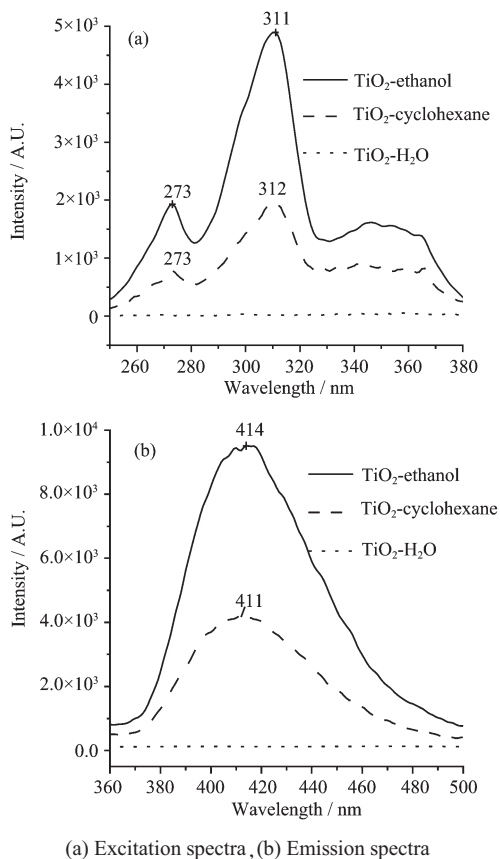 (a)
311
5×10³
4×10³
3×10³
2×10³
1×10³
0
Intensity / A.U.
TiO₂-ethanol
TiO₂-cyclohexane
TiO₂-H₂O
273
312
273
260 280 300 320 340 360 380
Wavelength / nm
(b)
414
1.0×10⁴
8.0×10³
6.0×10³
4.0×10³
2.0×10³
0.0
Intensity / A.U.
TiO₂-ethanol
TiO₂-cyclohexane
TiO₂-H₂O
411
360 380 400 420 440 460 480 500
Wavelength / nm
(a) Excitation spectra, (b) Emission spectra